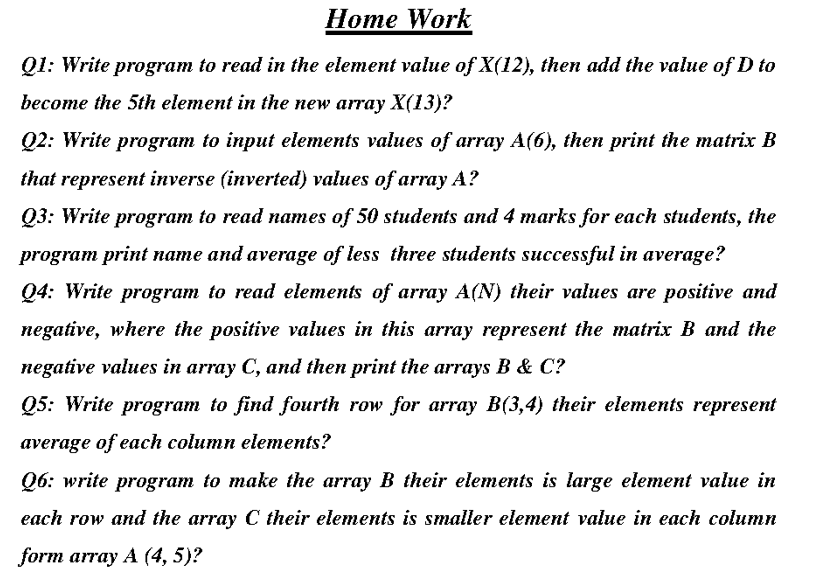 Home Work
Q1: Write program to read in the element value of X(12), then add the value of D to
become the 5th element in the new array X(13)?
Q2: Write program to input elements values of array A(6), then print the matrix B
that represent inverse (inverted) values of array A?
Q3: Write program to read names of 50 students and 4 marks for each students, the
program print name and average of less three students successful in average?
Q4: Write program to read elements of array A(N) their values are positive and
negative, where the positive values in this array represent the matrix B and the
negative values in array C, and then print the arrays B & C?
Q5: Write program to find fourth row for array B(3,4) their elements represent
average of each column elements?
Q6: write program to make the array B their elements is large element value in
each row and the array C their elements is smaller element value in each column
form array A (4, 5)?